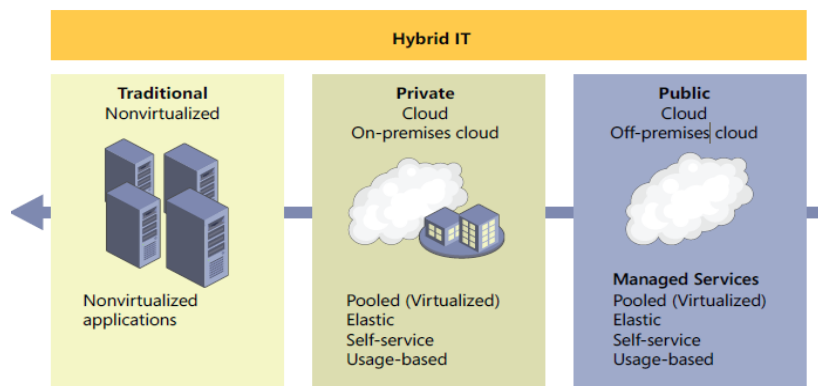 Hybrid IT
Traditional
Nonvirtualized
Nonvirtualized
applications
Private
Cloud
On-premises cloud
Pooled (Virtualized)
Elastic
Self-service
Usage-based
Public
Cloud
Off-premises cloud
Managed Services
Pooled (Virtualized)
Elastic
Self-service
Usage-based